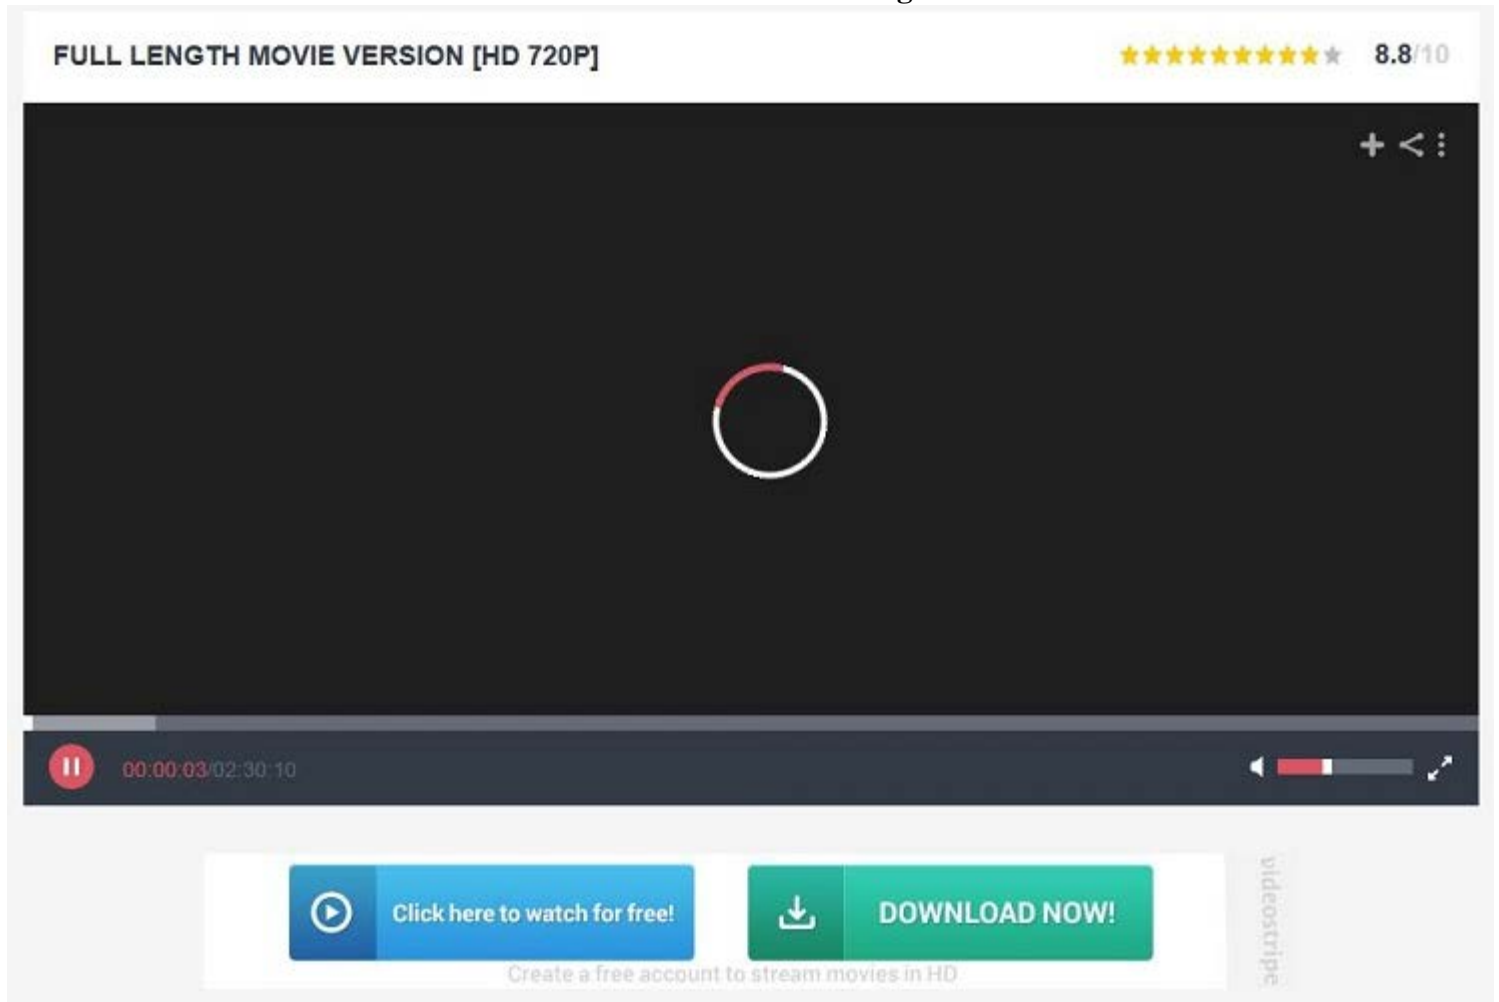 FULL LENGTH MOVIE VERSION [HD 720P]
8.8/10
00:00:03/02:30:10
Click here to watch for free!
DOWNLOAD NOW!
Create a free account to stream movies in HD
videostripe